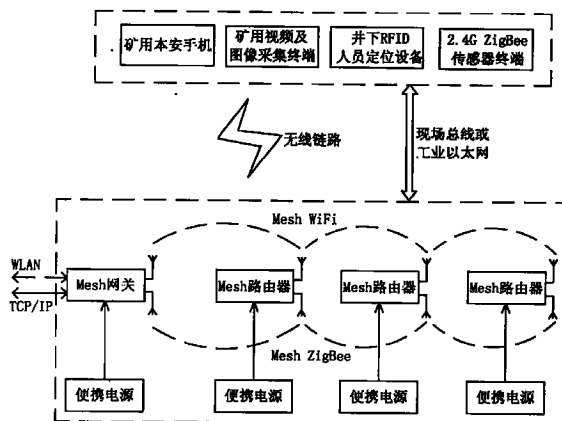 矿用本安手机
矿用视频及
图像采集终端
井下RFID
人员定位设备
2.4G ZigBee
传感器终端
无线链路
现场总线或
工业以太网
Mesh WiFi
WLAN
TCP/IP
Mesh网关
Mesh路由器
Mesh路由器
Mesh路由器
Mesh ZigBee
便携电源
便携电源
便携电源
便携电源